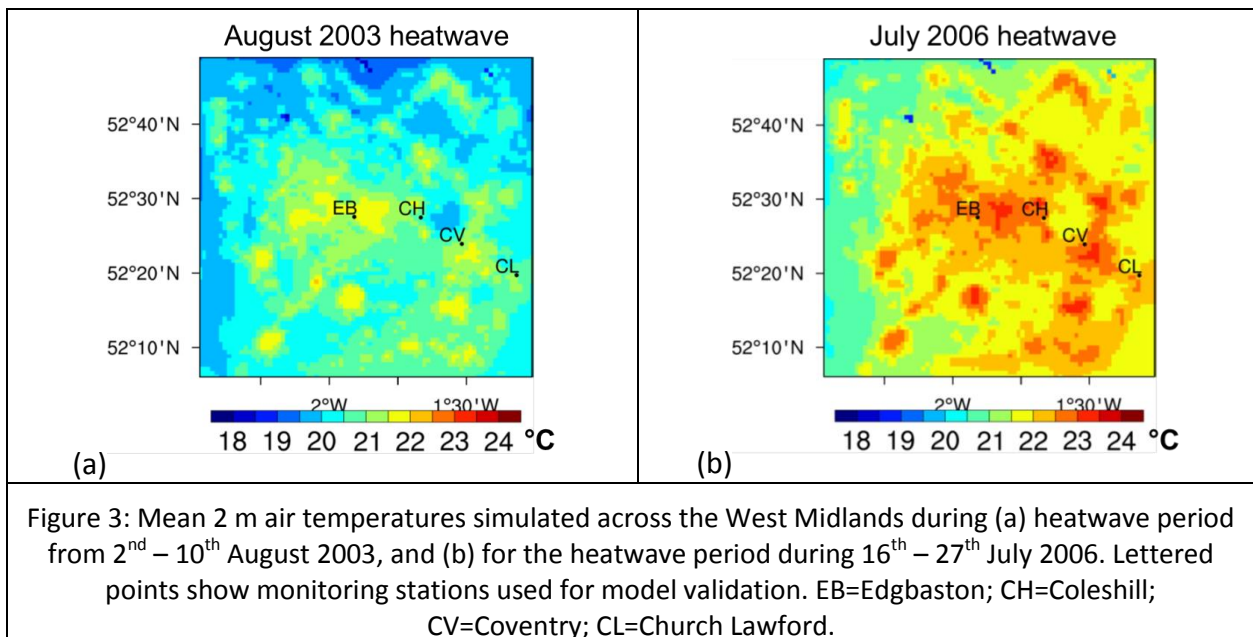 August 2003 heatwave
52°40'N
52°30'N
52°20'N
52°10'N
EB
CH
CV
CL
2°W
1°30'W
18 19 20 21 22 23 24 °C
(a)
July 2006 heatwave
52°40'N
52°30'N
52°20'N
52°10'N
EB
CH
CV
CL
2°W
1°30'W
18 19 20 21 22 23 24 °C
(b)
Figure 3: Mean 2 m air temperatures simulated across the West Midlands during (a) heatwave period
from 2nd – 10th August 2003, and (b) for the heatwave period during 16th – 27th July 2006. Lettered
points show monitoring stations used for model validation. EB=Edgbaston; CH=Coleshill;
CV=Coventry; CL=Church Lawford.